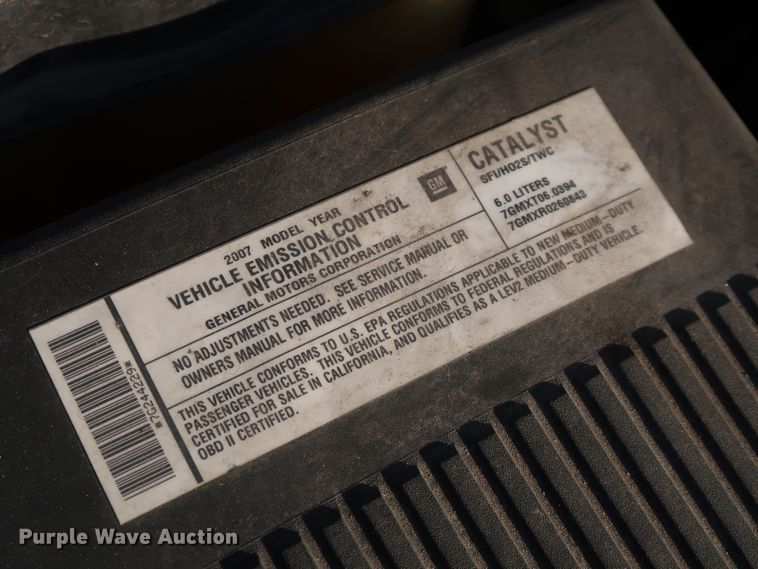 2007 MODEL YEAR
VEHICLE EMISSION CONTROL
INFORMATION
GENERAL MOTORS CORPORATION
GM
CATALYST
SFI/HO2S/TWC
6.0 LITERS
7GMXT06.0394
7GMXR0260843
NO ADJUSTMENTS NEEDED. SEE SERVICE MANUAL OR
OWNERS MANUAL FOR MORE INFORMATION.
THIS VEHICLE CONFORMS TO U.S. EPA REGULATIONS APPLICABLE TO NEW MEDIUM-DUTY
PASSENGER VEHICLES. THIS VEHICLE CONFORMS TO FEDERAL REGULATIONS AND IS
CERTIFIED FOR SALE IN CALIFORNIA, AND QUALIFIES AS A LEV2 MEDIUM-DUTY VEHICLE.
OBD II CERTIFIED.
Purple Wave Auction